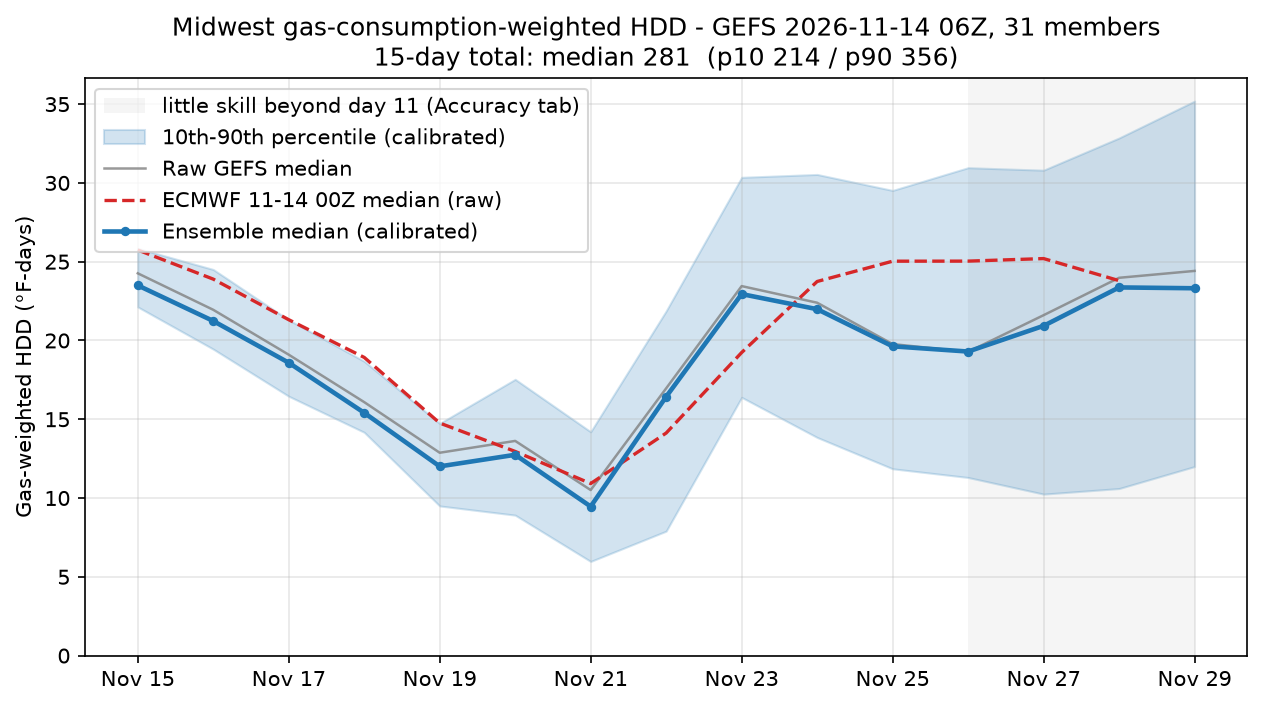 Midwest gas-consumption-weighted HDD - GEFS 2026-11-14 06Z, 31 members
15-day total: median 281  (p10 214 / p90 356)
little skill beyond day 11 (Accuracy tab)
10th-90th percentile (calibrated)
Raw GEFS median
ECMWF 11-14 00Z median (raw)
Ensemble median (calibrated)
Gas-weighted HDD (°F-days)
35
30
25
20
15
10
5
0
Nov 15
Nov 17
Nov 19
Nov 21
Nov 23
Nov 25
Nov 27
Nov 29